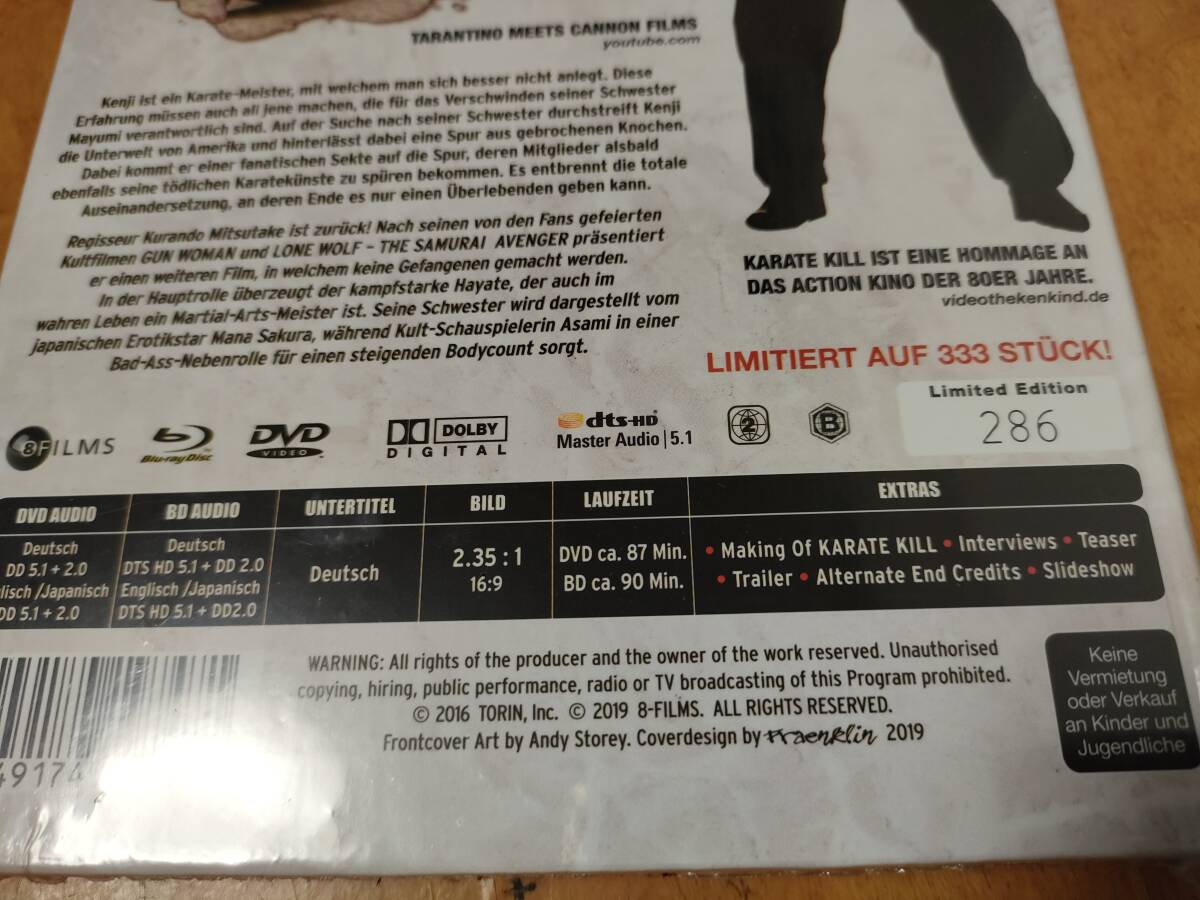 TARANTINO MEETS CANNON FILMS
youtube.com
Kenji ist ein Karate-Meister, mit welchem man sich besser nicht anlegt. Diese
Erfahrung müssen auch all jene machen, die für das Verschwinden seiner Schwester
Mayumi verantwortlich sind. Auf der Suche nach seiner Schwester durchstreift Kenji
die Unterwelt von Amerika und hinterlässt dabei eine Spur aus gebrochenen Knochen.
Dabei kommt er einer fanatischen Sekte auf die Spur, deren Mitglieder alsbald
ebenfalls seine tödlichen Karatekünste zu spüren bekommen. Es entbrennt die totale
Auseinandersetzung, an deren Ende es nur einen Überlebenden geben kann.
Regisseur Kurando Mitsutake ist zurück! Nach seinen von den Fans gefeierten
Kultfilmen GUN WOMAN und LONE WOLF - THE SAMURAI AVENGER präsentiert
er einen weiteren Film, in welchem keine Gefangenen gemacht werden.
In der Hauptrolle überzeugt der kampfstarke Hayate, der auch im
wahren Leben ein Martial-Arts-Meister ist. Seine Schwester wird dargestellt vom
japanischen Erotikstar Mana Sakura, während Kult-Schauspielerin Asami in einer
Bad-Ass-Nebenrolle für einen steigenden Bodycount sorgt.
KARATE KILL IST EINE HOMMAGE AN
DAS ACTION KINO DER 80ER JAHRE.
videothekenkind.de
LIMITIERT AUF 333 STÜCK!
Limited Edition
286
8FILMS
Blu-ray Disc
DVD
VIDEO
DOLBY
DIGITAL
dts-HD
Master Audio | 5.1
2
B
DVD AUDIO
Deutsch
DD 5.1 + 2.0
lisch /Japanisch
DD 5.1 + 2.0
BD AUDIO
Deutsch
DTS HD 5.1 + DD 2.0
Englisch /Japanisch
DTS HD 5.1 + DD2.0
UNTERTITEL
Deutsch
BILD
2.35 : 1
16:9
LAUFZEIT
DVD ca. 87 Min.
BD ca. 90 Min.
EXTRAS
• Making Of KARATE KILL • Interviews • Teaser
• Trailer • Alternate End Credits • Slideshow
WARNING: All rights of the producer and the owner of the work reserved. Unauthorised
copying, hiring, public performance, radio or TV broadcasting of this Program prohibited.
© 2016 TORIN, Inc. © 2019 8-FILMS. ALL RIGHTS RESERVED.
Frontcover Art by Andy Storey. Coverdesign by Fraenklin 2019
Keine
Vermietung
oder Verkauf
an Kinder und
Jugendliche
49174